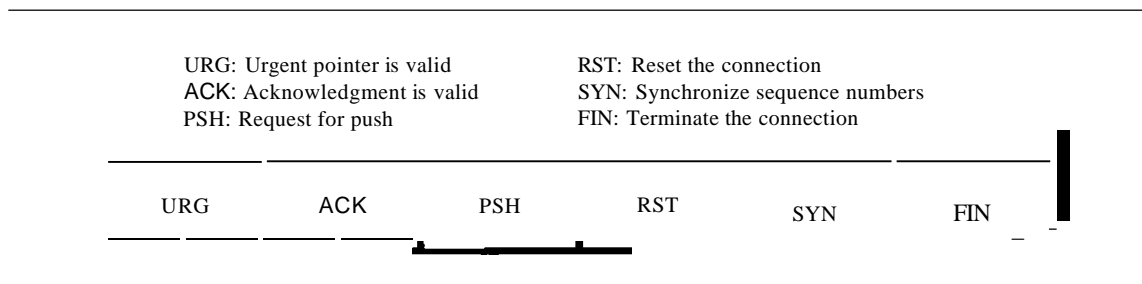 URG: Urgent pointer is valid
ACK: Acknowledgment is valid
PSH: Request for push
RST: Reset the connection
SYN: Synchronize sequence numbers
FIN: Terminate the connection
URG ACK PSH RST SYN FIN